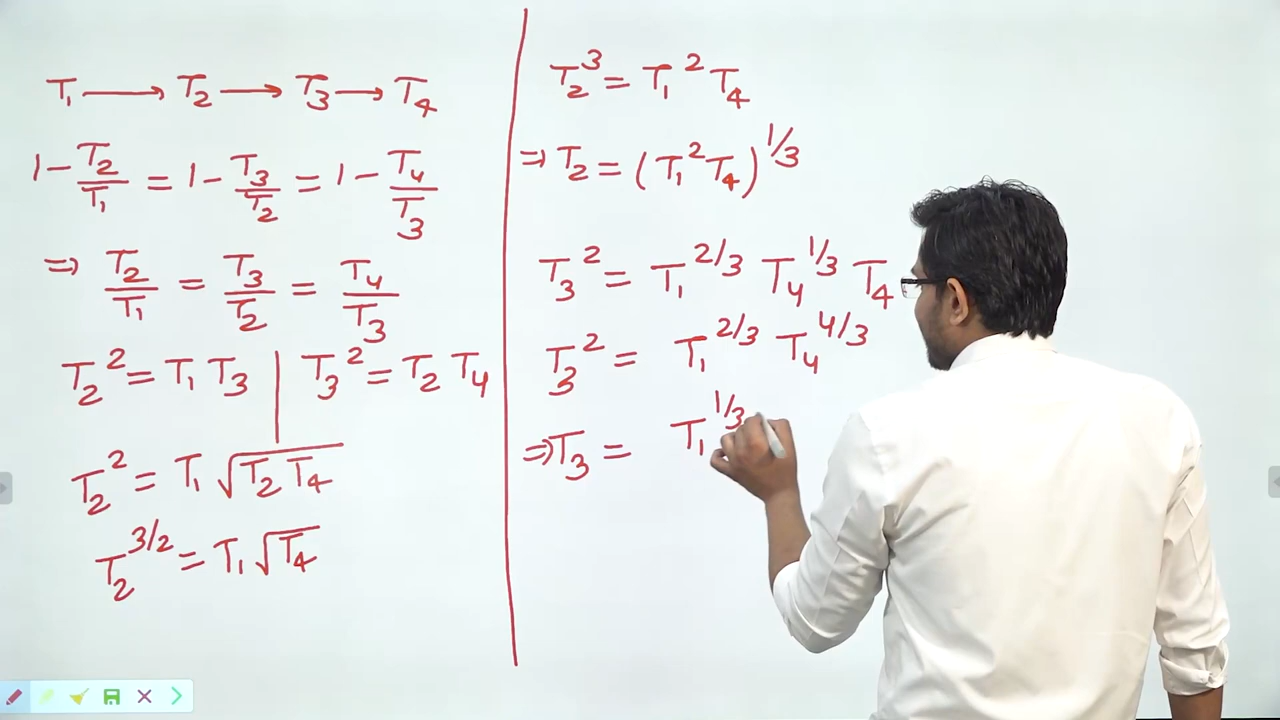 T₁ ⟶ T₂ ⟶ T₃ ⟶ T₄
1 - T₂/T₁ = 1 - T₃/T₂ = 1 - T₄/T₃
⇒ T₂/T₁ = T₃/T₂ = T₄/T₃
T₂² = T₁ T₃ | T₃² = T₂ T₄
T₂² = T₁ √(T₂ T₄)
T₂^3/2 = T₁ √T₄
T₂³ = T₁² T₄
⇒ T₂ = (T₁² T₄)^1/3
T₃² = T₁^2/3 T₄^1/3 T₄
T₃² = T₁^2/3 T₄^4/3
⇒ T₃ = T₁^1/3